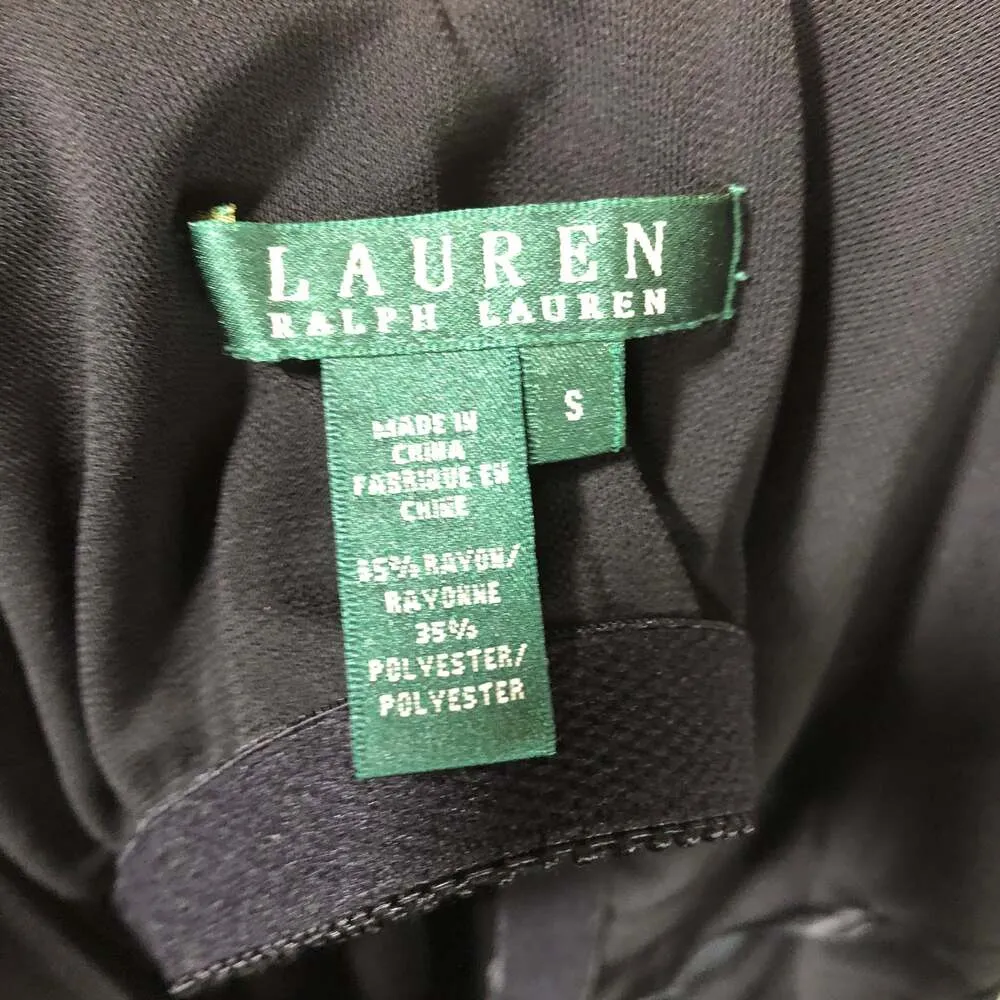 LAUREN
RALPH LAUREN
S
MADE IN
CHINA
FABRIQUE EN
CHINE
65% RAYON/
RAYONNE
35%
POLYESTER/
POLYESTER